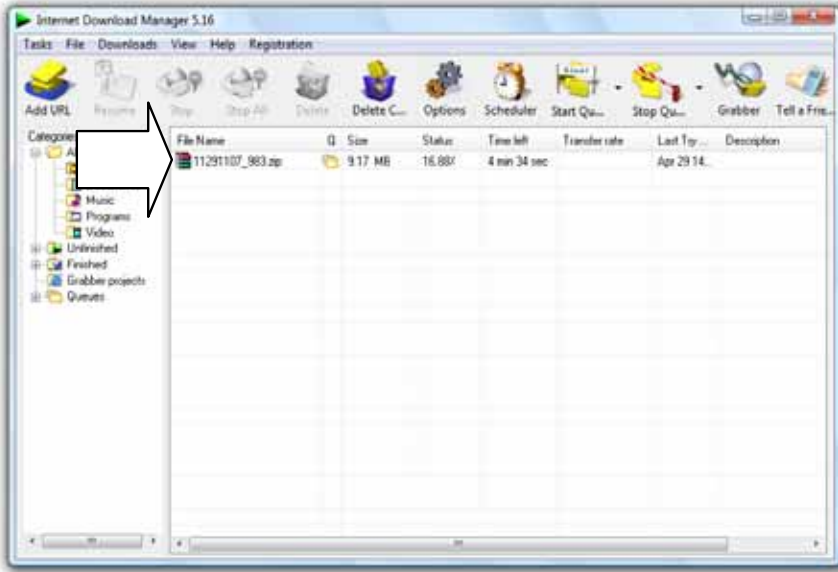 Internet Download Manager 5.16
Tasks File Downloads View Help Registration
Add URL Resume Stop Stop All Delete Delete C... Options Scheduler Start Qu... Stop Qu... Grabber Tell a Frie...
Categories
File Name Q Size Status Time left Transfer rate Last Try ... Description
11291107_983.zip 9.17 MB 16.88% 4 min 34 sec Apr 29 14...
Music
Programs
Video
Unfinished
Finished
Grabber projects
Queues